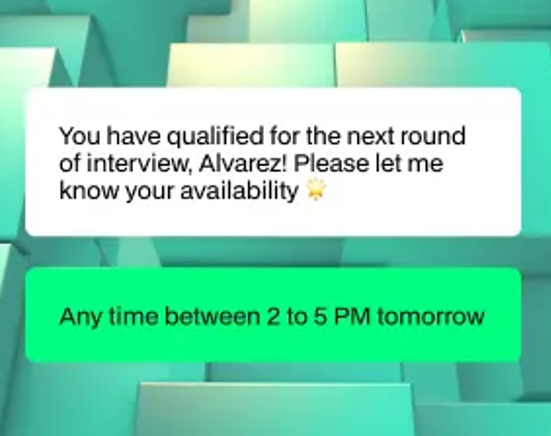 You have qualified for the next round
of interview, Alvarez! Please let me
know your availability 🌟
Any time between 2 to 5 PM tomorrow